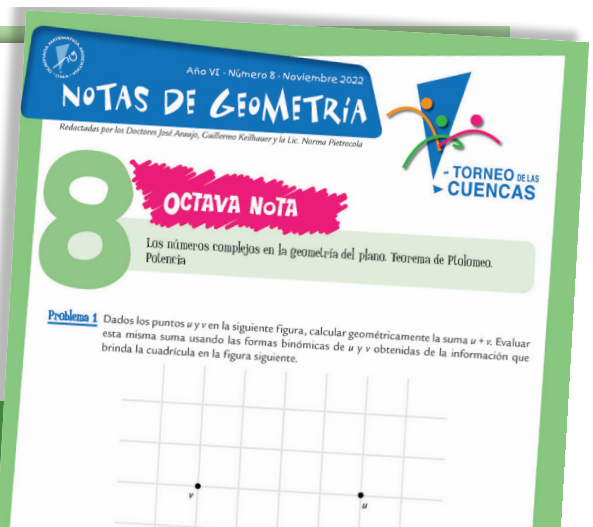 Año VI - Número 8 - Noviembre 2022
NOTAS DE GEOMETRÍA
Redactadas por los Doctores José Araujo, Guillermo Keilhauer y la Lic. Norma Pietrocola
- TORNEO DE LAS
CUENCAS
8
OCTAVA NOTA
Los números complejos en la geometría del plano. Teorema de Ptolomeo.
Potencia
Problema 1 Dados los puntos u y v en la siguiente figura, calcular geométricamente la suma u + v. Evaluar
esta misma suma usando las formas binómicas de u y v obtenidas de la información que
brinda la cuadrícula en la figura siguiente.
v
u